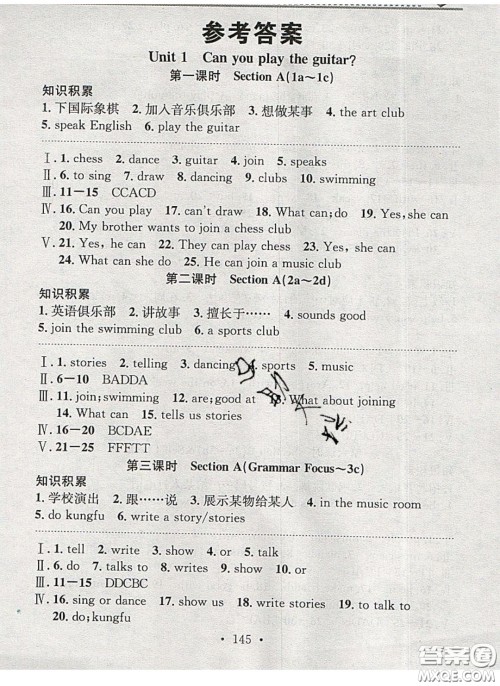 参考答案
Unit 1 Can you play the guitar?
第一课时 Section A(1a～1c)
知识积累
1. 下国际象棋 2. 加入音乐俱乐部 3. 想做某事 4. the art club
5. speak English 6. play the guitar
Ⅰ. 1. chess 2. dance 3. guitar 4. join 5. speaks
Ⅱ. 6. to sing 7. draw 8. dancing 9. clubs 10. swimming
Ⅲ. 11－15 CCACD
Ⅳ. 16. Can you play 17. can't draw 18. What can; do 19. Yes, she can
20. My brother wants to join a chess club
Ⅴ. 21. Yes, he can 22. They can play chess. 23. Yes, she can
24. What can she do 25. He can join a music club
第二课时 Section A(2a～2d)
知识积累
1. 英语俱乐部 2. 讲故事 3. 擅长于…… 4. sounds good
5. join the swimming club 6. a sports club
Ⅰ. 1. stories 2. telling 3. dancing 4. sports 5. music
Ⅱ. 6－10 BADDA
Ⅲ. 11. join; swimming 12. are; good at 13. What about joining
14. What can 15. tells us stories
Ⅳ. 16－20 BCDAE
Ⅴ. 21－25 FFFTT
第三课时 Section A(Grammar Focus～3c)
知识积累
1. 学校演出 2. 跟……说 3. 展示某物给某人 4. in the music room
5. do kungfu 6. write a story/stories
Ⅰ. 1. tell 2. write 3. show 4. or 5. talk
Ⅱ. 6. do 7. talks to 8. writes 9. show 10. or
Ⅲ. 11－15 DDCBC
Ⅳ. 16. sing or dance 17. show us 18. write stories 19. to talk to
20. do; kungfu
· 145 ·